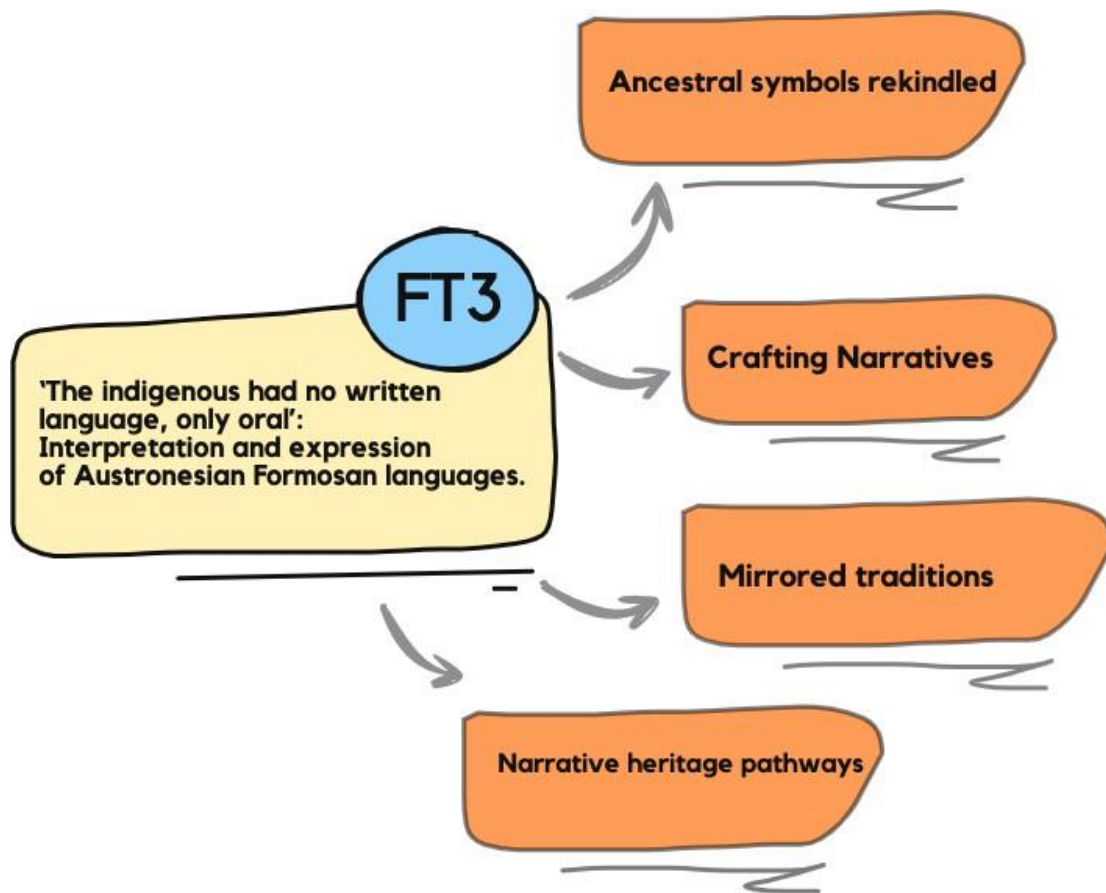 Ancestral symbols rekindled
FT3
'The indigenous had no written
language, only oral':
Interpretation and expression
of Austronesian Formosan languages.
Crafting Narratives
Mirrored traditions
Narrative heritage pathways